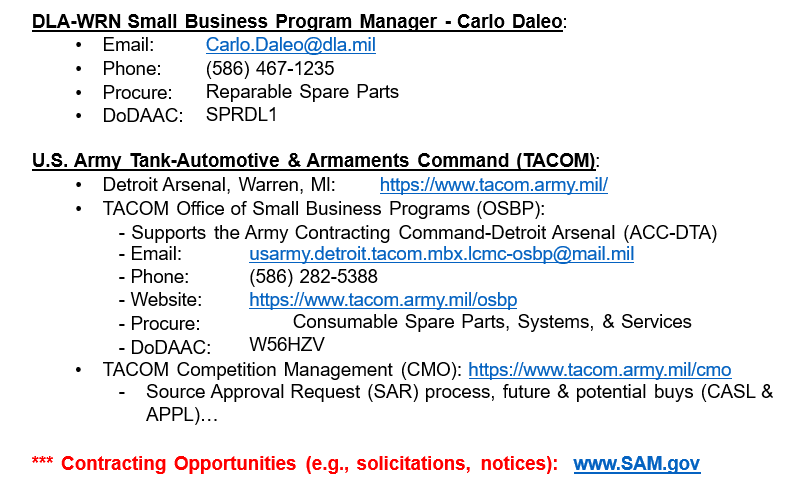 DLA-WRN Small Business Program Manager - Carlo Daleo:
• Email: Carlo.Daleo@dla.mil
• Phone: (586) 467-1235
• Procure: Reparable Spare Parts
• DoDAAC: SPRDL1
U.S. Army Tank-Automotive & Armaments Command (TACOM):
• Detroit Arsenal, Warren, MI: https://www.tacom.army.mil/
• TACOM Office of Small Business Programs (OSBP):
- Supports the Army Contracting Command-Detroit Arsenal (ACC-DTA)
- Email: usarmy.detroit.tacom.mbx.lcmc-osbp@mail.mil
- Phone: (586) 282-5388
- Website: https://www.tacom.army.mil/osbp
- Procure: Consumable Spare Parts, Systems, & Services
- DoDAAC: W56HZV
• TACOM Competition Management (CMO): https://www.tacom.army.mil/cmo
- Source Approval Request (SAR) process, future & potential buys (CASL &
APPL)…
*** Contracting Opportunities (e.g., solicitations, notices): www.SAM.gov